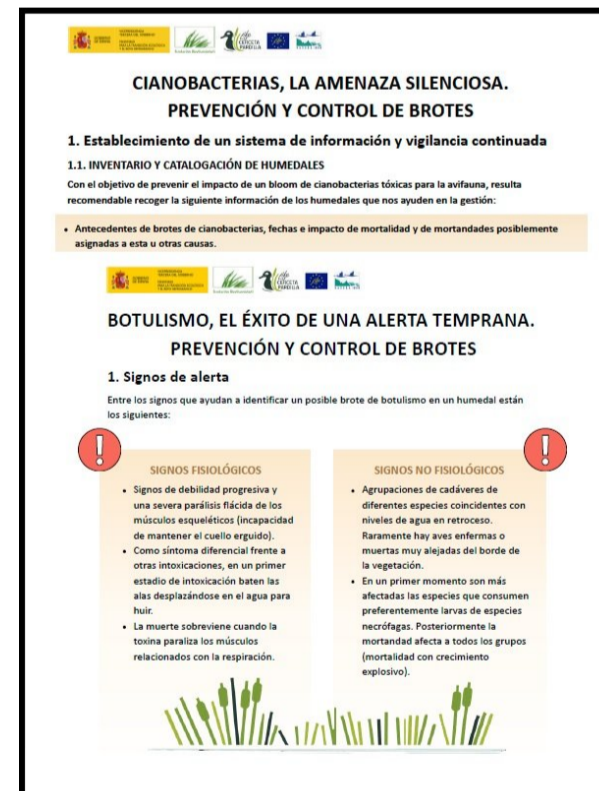 CIANOBACTERIAS, LA AMENAZA SILENCIOSA.
PREVENCIÓN Y CONTROL DE BROTES
1. Establecimiento de un sistema de información y vigilancia continuada
1.1. INVENTARIO Y CATALOGACIÓN DE HUMEDALES
Con el objetivo de prevenir el impacto de un bloom de cianobacterias tóxicas para la avifauna, resulta
recomendable recoger la siguiente información de los humedales que nos ayuden en la gestión:
• Antecedentes de brotes de cianobacterias, fechas e impacto de mortalidad y de mortandades posiblemente
asignadas a esta u otras causas.
BOTULISMO, EL ÉXITO DE UNA ALERTA TEMPRANA.
PREVENCIÓN Y CONTROL DE BROTES
1. Signos de alerta
Entre los signos que ayudan a identificar un posible brote de botulismo en un humedal están
los siguientes:
SIGNOS FISIOLÓGICOS
• Signos de debilidad progresiva y
una severa parálisis flácida de los
músculos esqueléticos (incapacidad
de mantener el cuello erguido).
• Como síntoma diferencial frente a
otras intoxicaciones, en un primer
estadio de intoxicación baten las
alas desplazándose en el agua para
huir.
• La muerte sobreviene cuando la
toxina paraliza los músculos
relacionados con la respiración.
SIGNOS NO FISIOLÓGICOS
• Agrupaciones de cadáveres de
diferentes especies coincidentes con
niveles de agua en retroceso.
Raramente hay aves enfermas o
muertas muy alejadas del borde de
la vegetación.
• En un primer momento son más
afectadas las especies que consumen
preferentemente larvas de especies
necrófagas. Posteriormente la
mortandad afecta a todos los grupos
(mortalidad con crecimiento
explosivo).